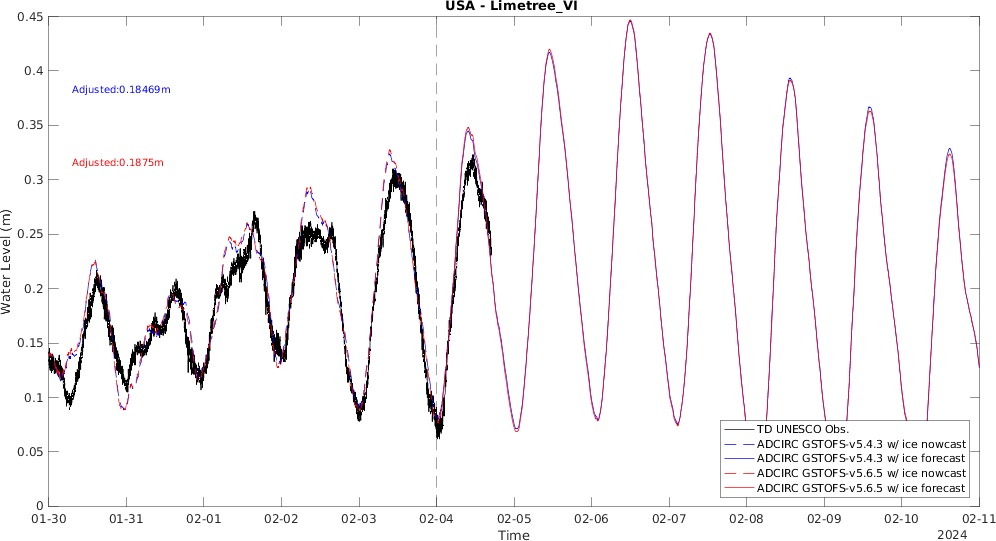 USA - Limetree_VI
0.45
0.4
0.35
0.3
0.25
0.2
0.15
0.1
0.05
0
Water Level (m)
Adjusted:0.18469m
Adjusted:0.1875m
TD UNESCO Obs.
ADCIRC GSTOFS-v5.4.3 w/ ice nowcast
ADCIRC GSTOFS-v5.4.3 w/ ice forecast
ADCIRC GSTOFS-v5.6.5 w/ ice nowcast
ADCIRC GSTOFS-v5.6.5 w/ ice forecast
01-30 01-31 02-01 02-02 02-03 02-04 02-05 02-06 02-07 02-08 02-09 02-10 02-11
Time
2024